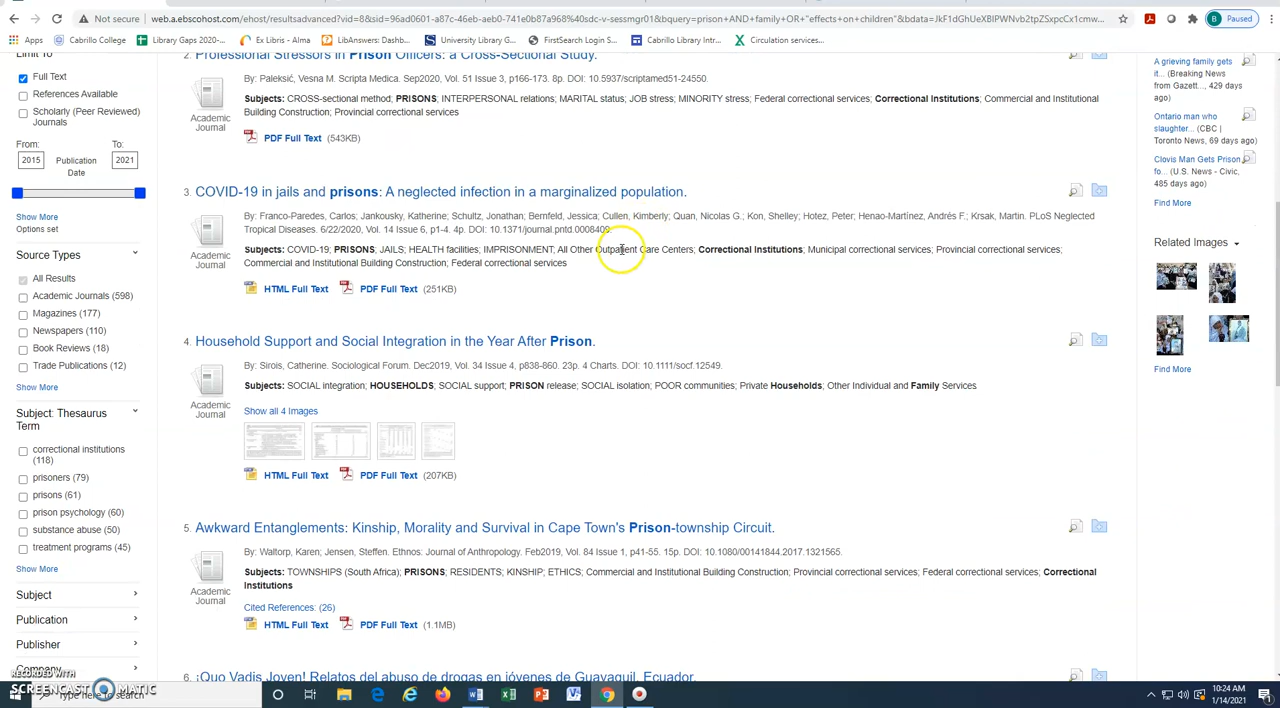 Not secure | web.a.ebscohost.com/ehost/resultsadvanced?vid=8&sid=96ad0601-a87c-46eb-aeb0-741e0b87a968%40sdc-v-sessmgr01&bquery=prison AND+family+OR+"effects+on+children"&bdata=JkF1dGhUeXBlPWNvb2tpZSxpcCx1cmw...
B Paused
Apps Cabrillo College Library Gaps 2020-... Ex Libris - Alma LibAnswers: Dashb... University Library G... FirstSearch Login S... Cabrillo Library Intr... Circulation services...
Limit To
Full Text
References Available
Scholarly (Peer Reviewed)
Journals
From: To:
2015 Publication Date 2021
Show More
Options set
Source Types
All Results
Academic Journals (598)
Magazines (177)
Newspapers (110)
Book Reviews (18)
Trade Publications (12)
Show More
Subject: Thesaurus
Term
correctional institutions
(118)
prisoners (79)
prisons (61)
prison psychology (60)
substance abuse (50)
treatment programs (45)
Show More
Subject
Publication
Publisher
Company
2. Professional Stressors in Prison Officers: a Cross-Sectional Study.
By: Paleksić, Vesna M. Scripta Medica. Sep2020, Vol. 51 Issue 3, p166-173. 8p. DOI: 10.5937/scriptamed51-24550.
Subjects: CROSS-sectional method; PRISONS; INTERPERSONAL relations; MARITAL status; JOB stress; MINORITY stress; Federal correctional services; Correctional Institutions; Commercial and Institutional
Building Construction; Provincial correctional services
Academic
Journal
PDF Full Text (543KB)
3. COVID-19 in jails and prisons: A neglected infection in a marginalized population.
By: Franco-Paredes, Carlos; Jankousky, Katherine; Schultz, Jonathan; Bernfeld, Jessica; Cullen, Kimberly; Quan, Nicolas G.; Kon, Shelley; Hotez, Peter; Henao-Martínez, Andrés F.; Krsak, Martin. PLoS Neglected
Tropical Diseases. 6/22/2020, Vol. 14 Issue 6, p1-4. 4p. DOI: 10.1371/journal.pntd.0008409.
Subjects: COVID-19; PRISONS; JAILS; HEALTH facilities; IMPRISONMENT; All Other Outpatient Care Centers; Correctional Institutions; Municipal correctional services; Provincial correctional services;
Commercial and Institutional Building Construction; Federal correctional services
Academic
Journal
HTML Full Text PDF Full Text (251KB)
4. Household Support and Social Integration in the Year After Prison.
By: Sirois, Catherine. Sociological Forum. Dec2019, Vol. 34 Issue 4, p838-860. 23p. 4 Charts. DOI: 10.1111/socf.12549.
Subjects: SOCIAL integration; HOUSEHOLDS; SOCIAL support; PRISON release; SOCIAL isolation; POOR communities; Private Households; Other Individual and Family Services
Academic
Journal
Show all 4 Images
HTML Full Text PDF Full Text (207KB)
5. Awkward Entanglements: Kinship, Morality and Survival in Cape Town's Prison-township Circuit.
By: Waltorp, Karen; Jensen, Steffen. Ethnos: Journal of Anthropology. Feb2019, Vol. 84 Issue 1, p41-55. 15p. DOI: 10.1080/00141844.2017.1321565.
Subjects: TOWNSHIPS (South Africa); PRISONS; RESIDENTS; KINSHIP; ETHICS; Commercial and Institutional Building Construction; Provincial correctional services; Federal correctional services; Correctional
Institutions
Academic
Journal
Cited References: (26)
HTML Full Text PDF Full Text (1.1MB)
6. ¡Quo Vadis Joven! Relatos del abuso de drogas en jóvenes de Guayaquil, Ecuador.
A grieving family gets
it... (Breaking News
from Gazett..., 429 days
ago)
Ontario man who
slaughter... (CBC |
Toronto News, 69 days ago)
Clovis Man Gets Prison
fo... (U.S. News - Civic,
485 days ago)
Find More
Related Images
Find More
RECORDED WITH
SCREENCAST MATIC
Type here to search
10:24 AM
1/14/2021